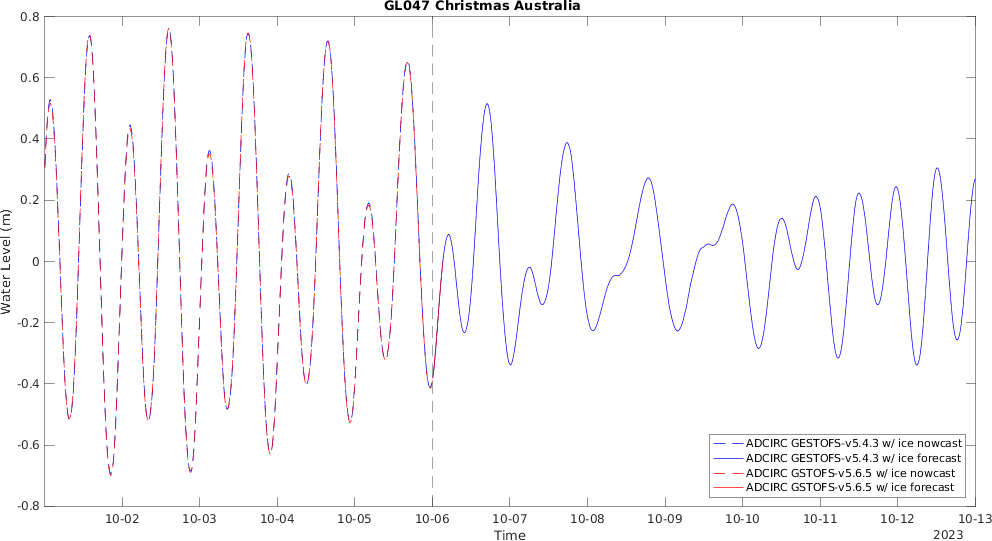 GL047 Christmas Australia
0.8
0.6
0.4
0.2
0
-0.2
-0.4
-0.6
-0.8
Water Level (m)
ADCIRC GESTOFS-v5.4.3 w/ ice nowcast
ADCIRC GESTOFS-v5.4.3 w/ ice forecast
ADCIRC GSTOFS-v5.6.5 w/ ice nowcast
ADCIRC GSTOFS-v5.6.5 w/ ice forecast
10-02 10-03 10-04 10-05 10-06 10-07 10-08 10-09 10-10 10-11 10-12 10-13
Time
2023